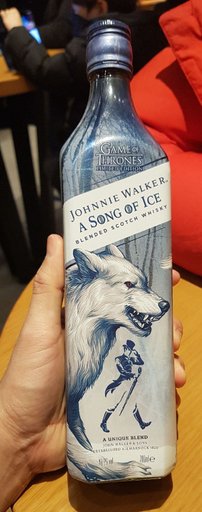 GAME OF
THRONES
LIMITED EDITION
JOHNNIE WALKER
A SONG OF ICE
BLENDED SCOTCH WHISKY
A UNIQUE BLEND
JOHN WALKER & SONS
ESTABLISHED KILMARNOCK 1820
700ml e